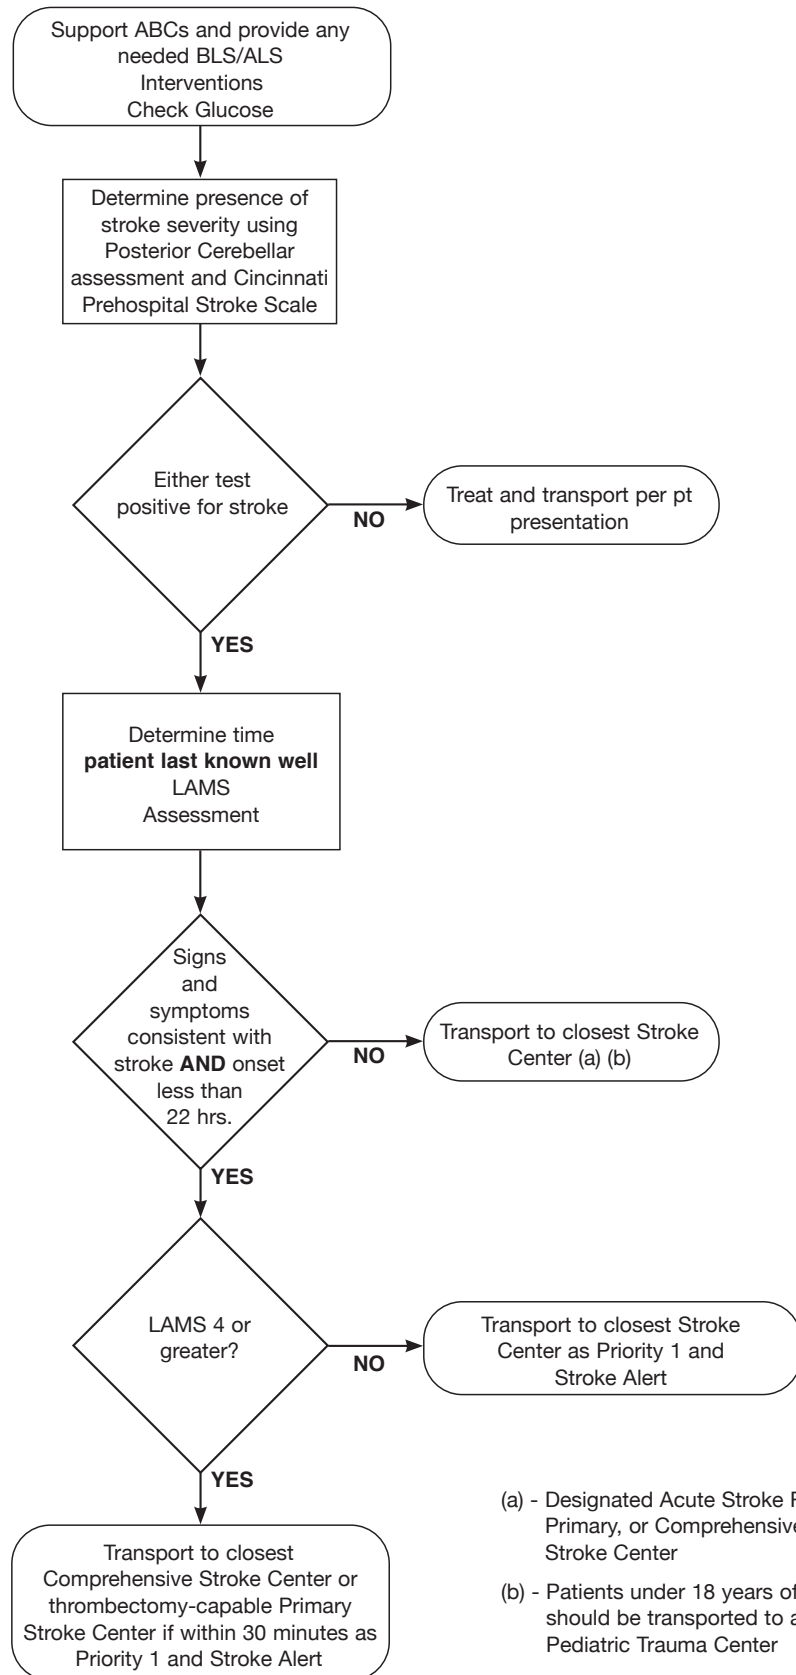 Support ABCs and provide any
needed BLS/ALS
Interventions
Check Glucose
Determine presence of
stroke severity using
Posterior Cerebellar
assessment and Cincinnati
Prehospital Stroke Scale
Either test
positive for stroke
NO
Treat and transport per pt
presentation
YES
Determine time
patient last known well
LAMS
Assessment
Signs
and
symptoms
consistent with
stroke AND onset
less than
22 hrs.
NO
Transport to closest Stroke
Center (a) (b)
YES
LAMS 4 or
greater?
NO
Transport to closest Stroke
Center as Priority 1 and
Stroke Alert
YES
Transport to closest
Comprehensive Stroke Center or
thrombectomy-capable Primary
Stroke Center if within 30 minutes as
Priority 1 and Stroke Alert
(a) - Designated Acute Stroke
Primary, or Comprehensive
Stroke Center
(b) - Patients under 18 years of
should be transported to a
Pediatric Trauma Center